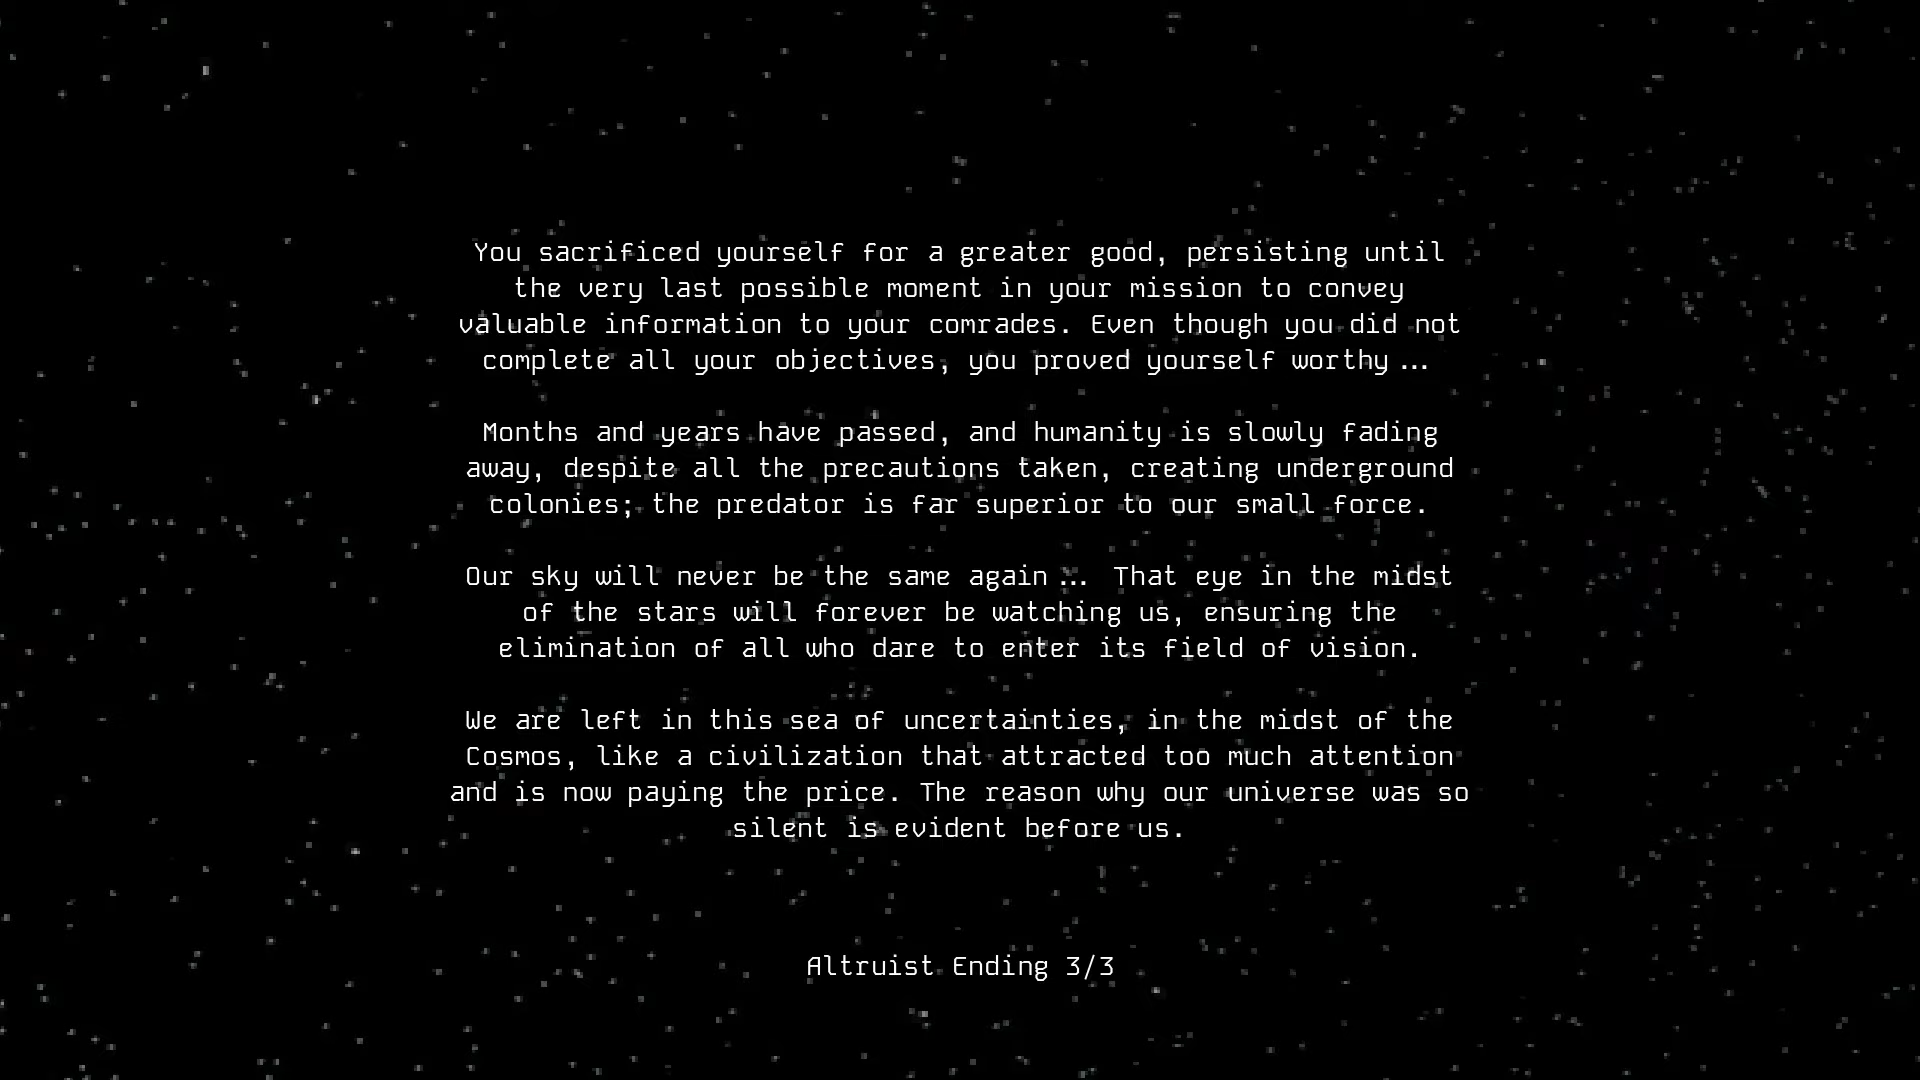 You sacrificed yourself for a greater good, persisting until
the very last possible moment in your mission to convey
valuable information to your comrades. Even though you did not
complete all your objectives, you proved yourself worthy...
Months and years have passed, and humanity is slowly fading
away, despite all the precautions taken, creating underground
colonies; the predator is far superior to our small force.
Our sky will never be the same again... That eye in the midst
of the stars will forever be watching us, ensuring the
elimination of all who dare to enter its field of vision.
We are left in this sea of uncertainties, in the midst of the
Cosmos, like a civilization that attracted too much attention
and is now paying the price. The reason why our universe was so
silent is evident before us.
Altruist Ending 3/3